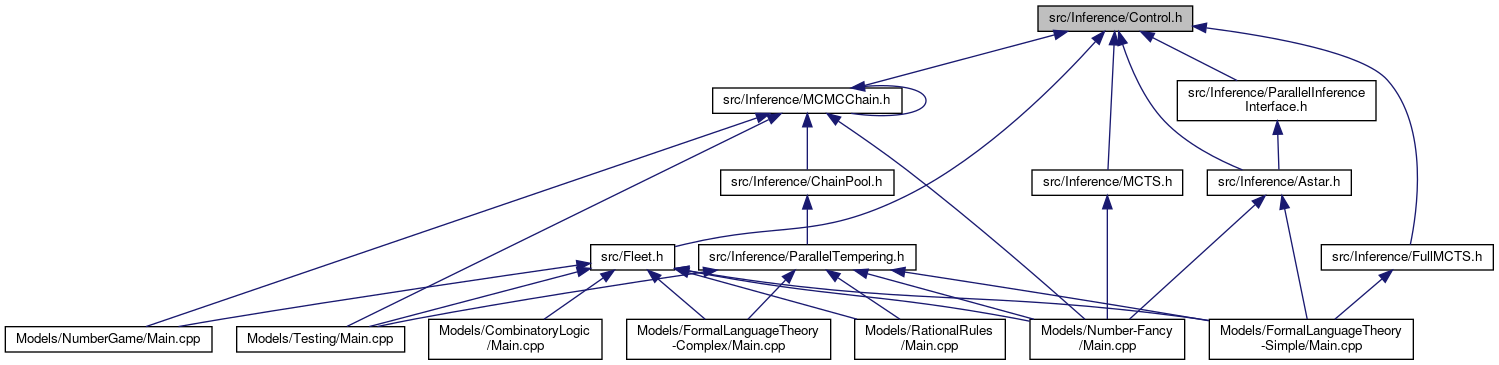 src/Inference/Control.h
src/Inference/MCMCChain.h
src/Inference/ParallelInference
Interface.h
src/Inference/ChainPool.h
src/Inference/MCTS.h
src/Inference/Astar.h
src/Fleet.h
src/Inference/ParallelTempering.h
src/Inference/FullMCTS.h
Models/NumberGame/Main.cpp
Models/Testing/Main.cpp
Models/CombinatoryLogic
/Main.cpp
Models/FormalLanguageTheory
-Complex/Main.cpp
Models/RationalRules
/Main.cpp
Models/Number-Fancy
/Main.cpp
Models/FormalLanguageTheory
-Simple/Main.cpp